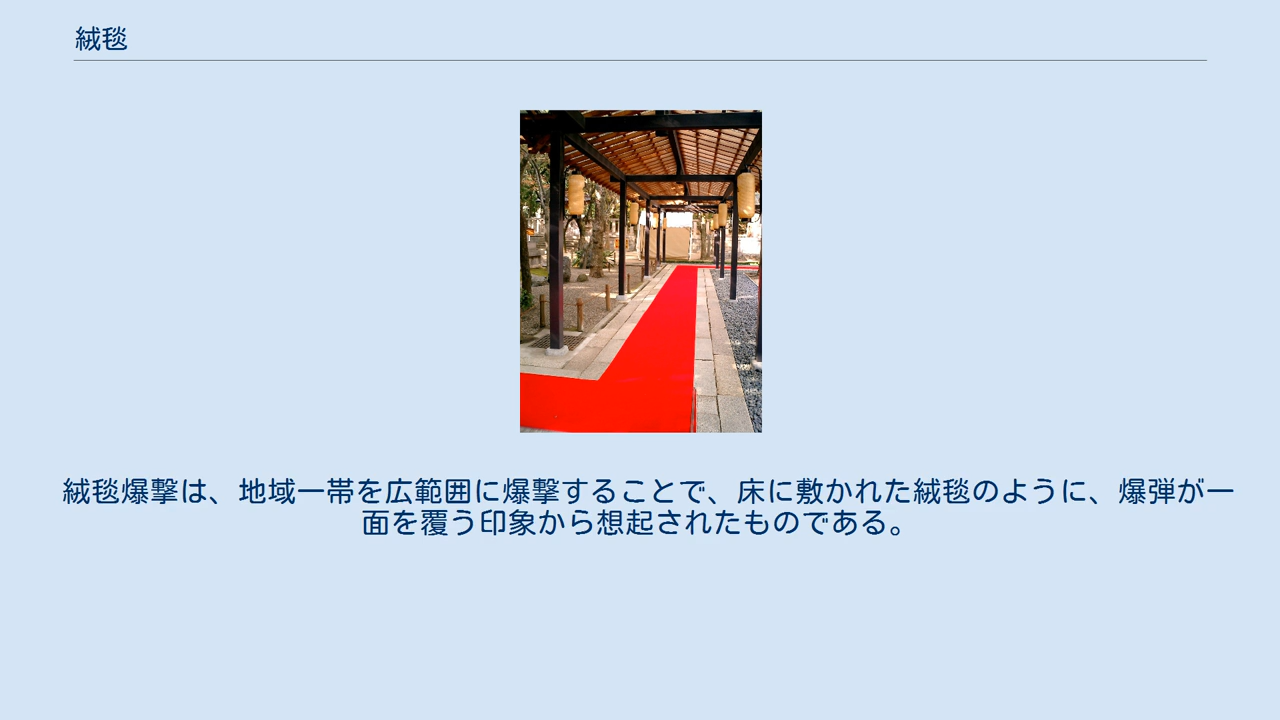 絨毯
絨毯爆撃は、地域一帯を広範囲に爆撃することで、床に敷かれた絨毯のように、爆弾が一
面を覆う印象から想起されたものである。